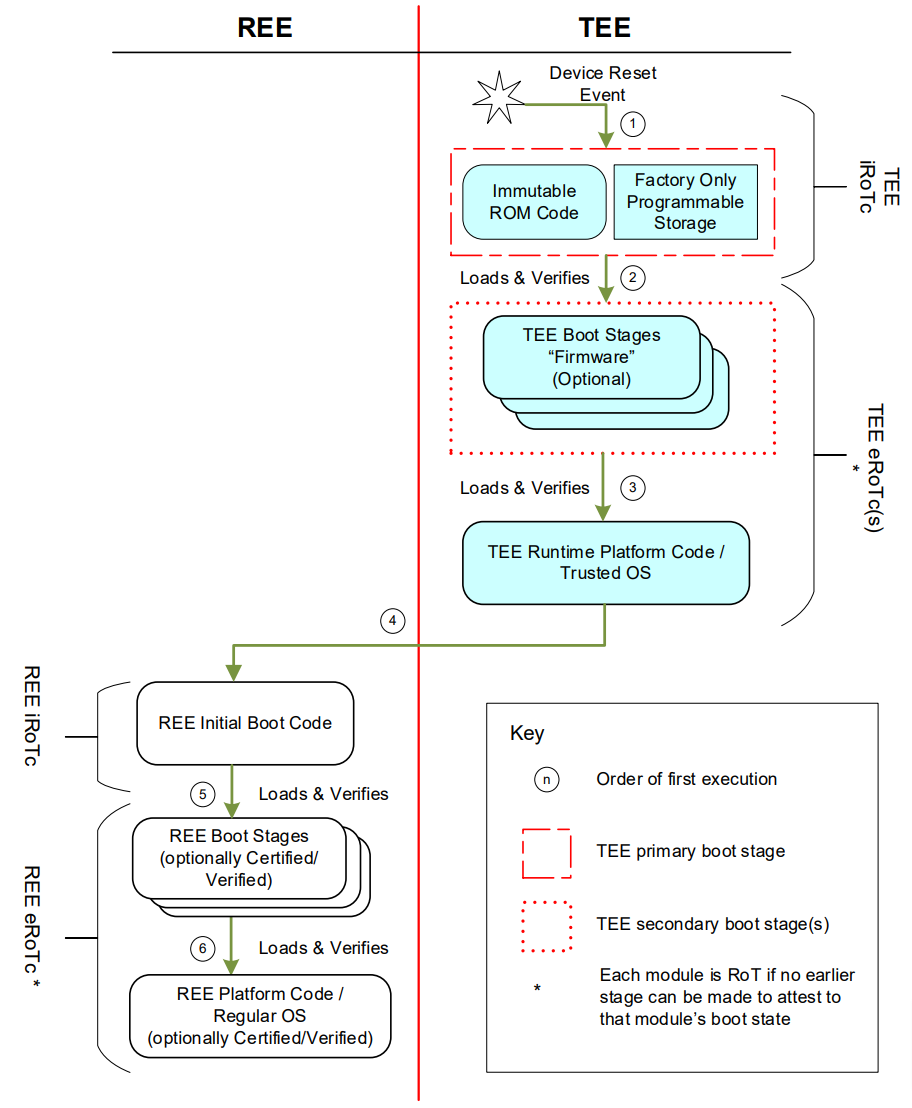 REE
TEE
Device Reset
Event
1
Immutable
ROM Code
Factory Only
Programmable
Storage
TEE
iRoTc
Loads & Verifies
2
TEE Boot Stages
“Firmware”
(Optional)
TEE eRoTc(s)
*
Loads & Verifies
3
TEE Runtime Platform Code /
Trusted OS
4
REE iRoTc
REE Initial Boot Code
5
Loads & Verifies
REE Boot Stages
(optionally Certified/
Verified)
REE eRoTc *
6
Loads & Verifies
REE Platform Code /
Regular OS
(optionally Certified/Verified)
Key
n
Order of first execution
TEE primary boot stage
TEE secondary boot stage(s)
*
Each module is RoT if no earlier
stage can be made to attest to
that module’s boot state